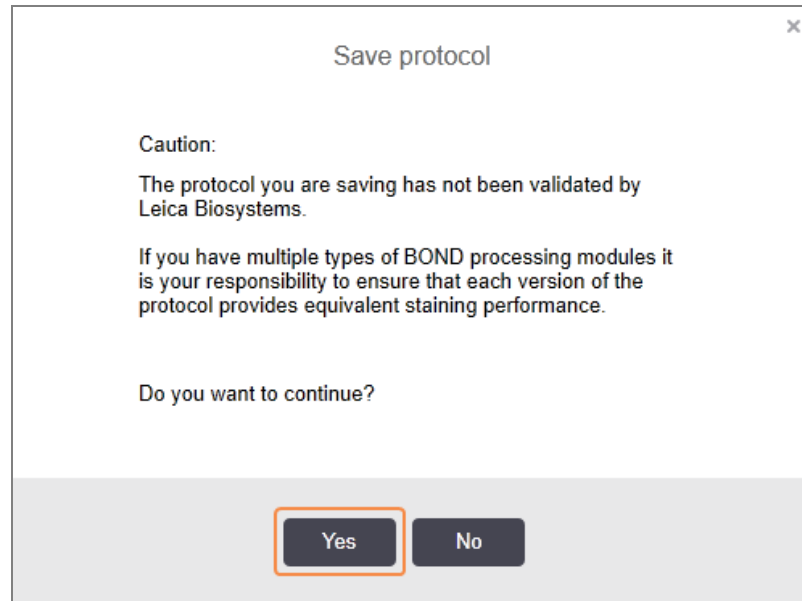 Save protocol
Caution:
The protocol you are saving has not been validated by
Leica Biosystems.
If you have multiple types of BOND processing modules it
is your responsibility to ensure that each version of the
protocol provides equivalent staining performance.
Do you want to continue?
Yes No